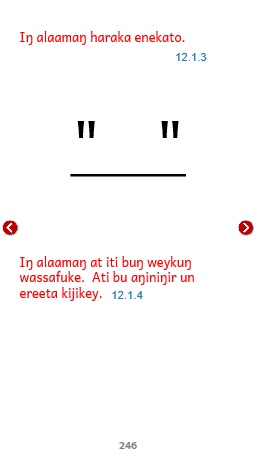 Iŋ alaamaŋ haraka enekato.
12.1.3
" "
Iŋ alaamaŋ at iti buŋ weykuŋ
wassafuke. Ati bu aŋiniŋir un
ereeta kijikey. 12.1.4
246